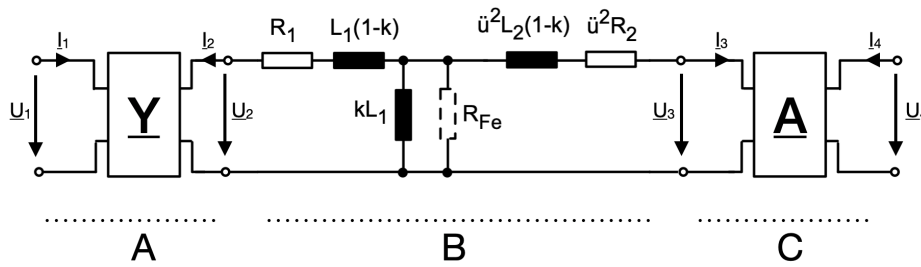 R1 L1(1-k) ü²L2(1-k) ü²R2
I1 I2 I3 I4
Y A
U1 U2 kL1 RFe U3 U
A B C